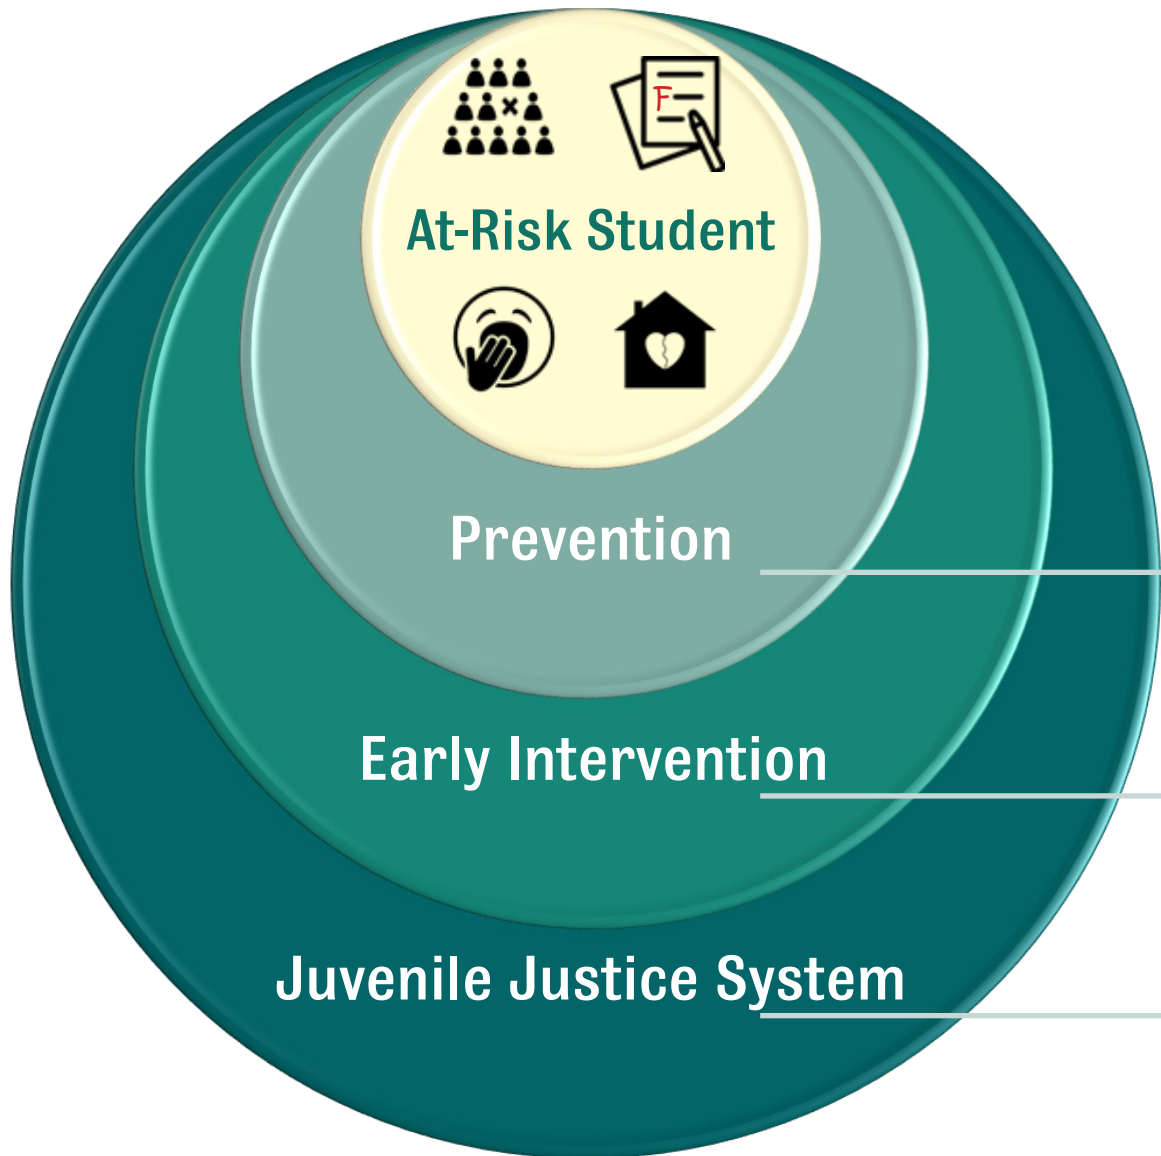 F
At-Risk Student
Prevention
Early Intervention
Juvenile Justice System